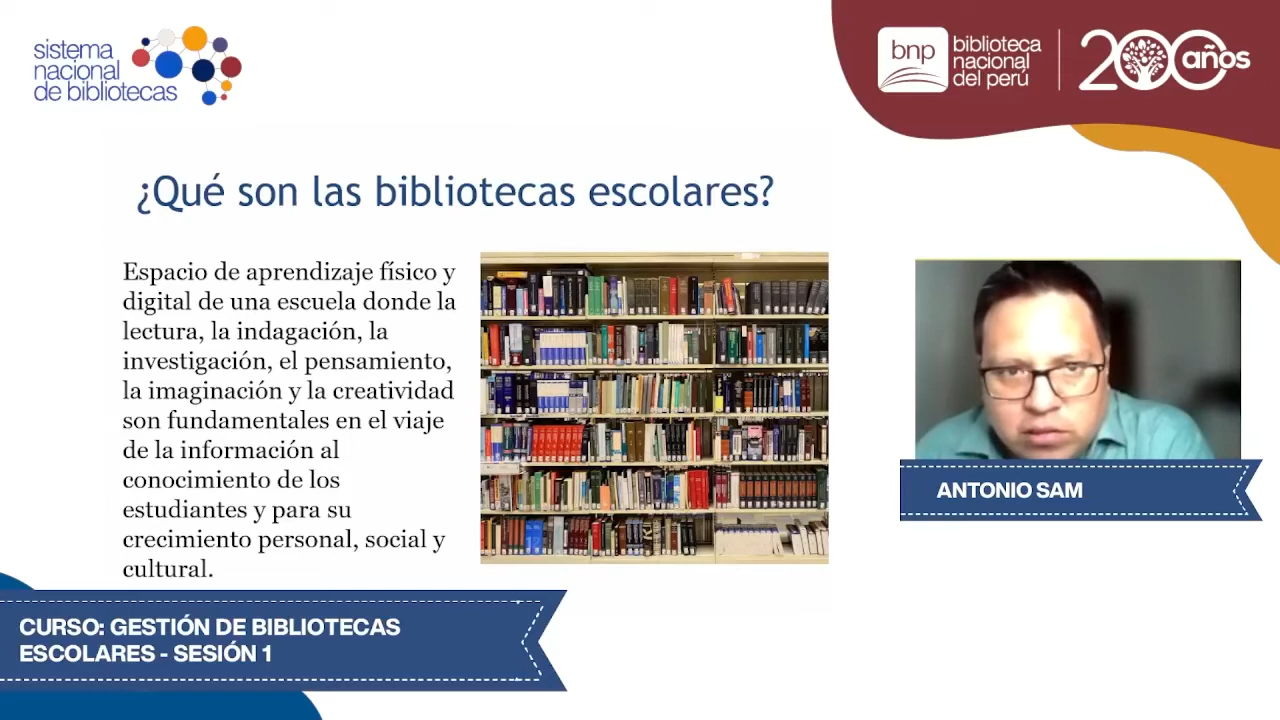 sistema
nacional
de bibliotecas
bnp
biblioteca
nacional
del perú
200 años
¿Qué son las bibliotecas escolares?
Espacio de aprendizaje físico y
digital de una escuela donde la
lectura, la indagación, la
investigación, el pensamiento,
la imaginación y la creatividad
son fundamentales en el viaje
de la información al
conocimiento de los
estudiantes y para su
crecimiento personal, social y
cultural.
ANTONIO SAM
CURSO: GESTIÓN DE BIBLIOTECAS
ESCOLARES - SESIÓN 1